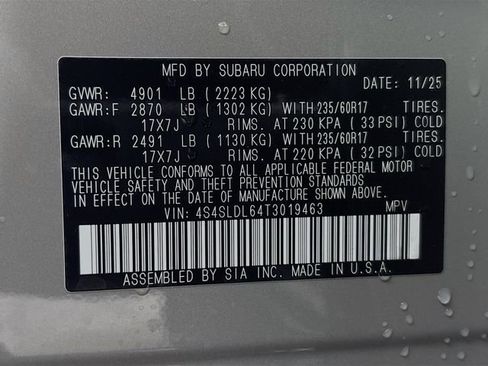 MFD BY SUBARU CORPORATION
DATE: 11/25
GVWR: 4901 LB (2223 KG)
GAWR:F 2870 LB (1302 KG) WITH 235/60R17 TIRES.
17X7J RIMS. AT 230 KPA (33 PSI) COLD
GAWR:R 2491 LB (1130 KG) WITH 235/60R17 TIRES.
17X7J RIMS. AT 220 KPA (32 PSI) COLD
THIS VEHICLE CONFORMS TO ALL APPLICABLE FEDERAL MOTOR
VEHICLE SAFETY AND THEFT PREVENTION STANDARDS
IN EFFECT ON THE DATE OF MANUFACTURE SHOWN ABOVE.
VIN: 4S4SLDL64T3019463 MPV
ASSEMBLED BY SIA INC. MADE IN U.S.A.